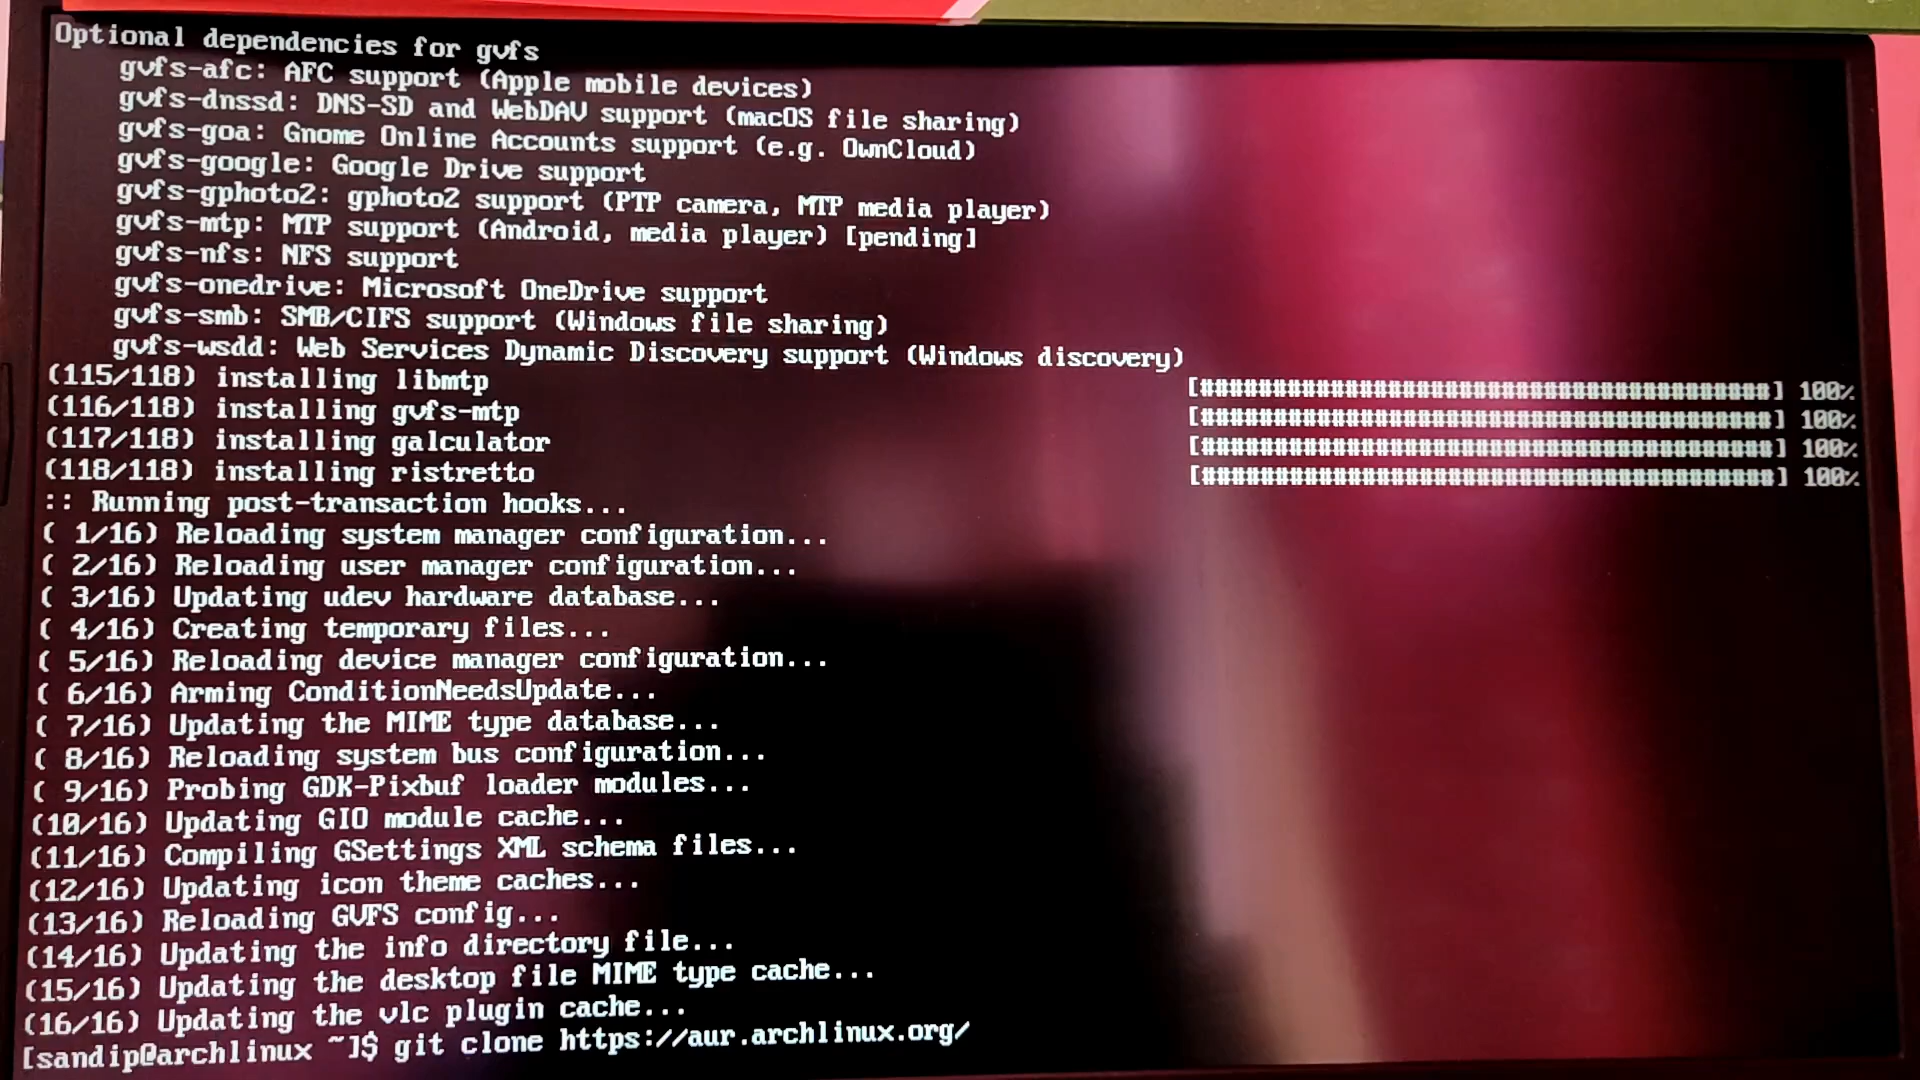 Optional dependencies for gvfs
gvfs-afc: AFC support (Apple mobile devices)
gvfs-dnssd: DNS-SD and WebDAV support (macOS file sharing)
gvfs-goa: Gnome Online Accounts support (e.g. OwnCloud)
gvfs-google: Google Drive support
gvfs-gphoto2: gphoto2 support (PTP camera, MTP media player)
gvfs-mtp: MTP support (Android, media player) [pending]
gvfs-nfs: NFS support
gvfs-onedrive: Microsoft OneDrive support
gvfs-smb: SMB/CIFS support (Windows file sharing)
gvfs-wsdd: Web Services Dynamic Discovery support (Windows discovery)
(115/118) installing libmtp [###################################] 100%
(116/118) installing gvfs-mtp [###################################] 100%
(117/118) installing galculator [###################################] 100%
(118/118) installing ristretto [###################################] 100%
:: Running post-transaction hooks...
( 1/16) Reloading system manager configuration...
( 2/16) Reloading user manager configuration...
( 3/16) Updating udev hardware database...
( 4/16) Creating temporary files...
( 5/16) Reloading device manager configuration...
( 6/16) Arming ConditionNeedsUpdate...
( 7/16) Updating the MIME type database...
( 8/16) Reloading system bus configuration...
( 9/16) Probing GDK-Pixbuf loader modules...
(10/16) Updating GIO module cache...
(11/16) Compiling GSettings XML schema files...
(12/16) Updating icon theme caches...
(13/16) Reloading GVFS config...
(14/16) Updating the info directory file...
(15/16) Updating the desktop file MIME type cache...
(16/16) Updating the vlc plugin cache...
[sandip@archlinux ~]$ git clone https://aur.archlinux.org/